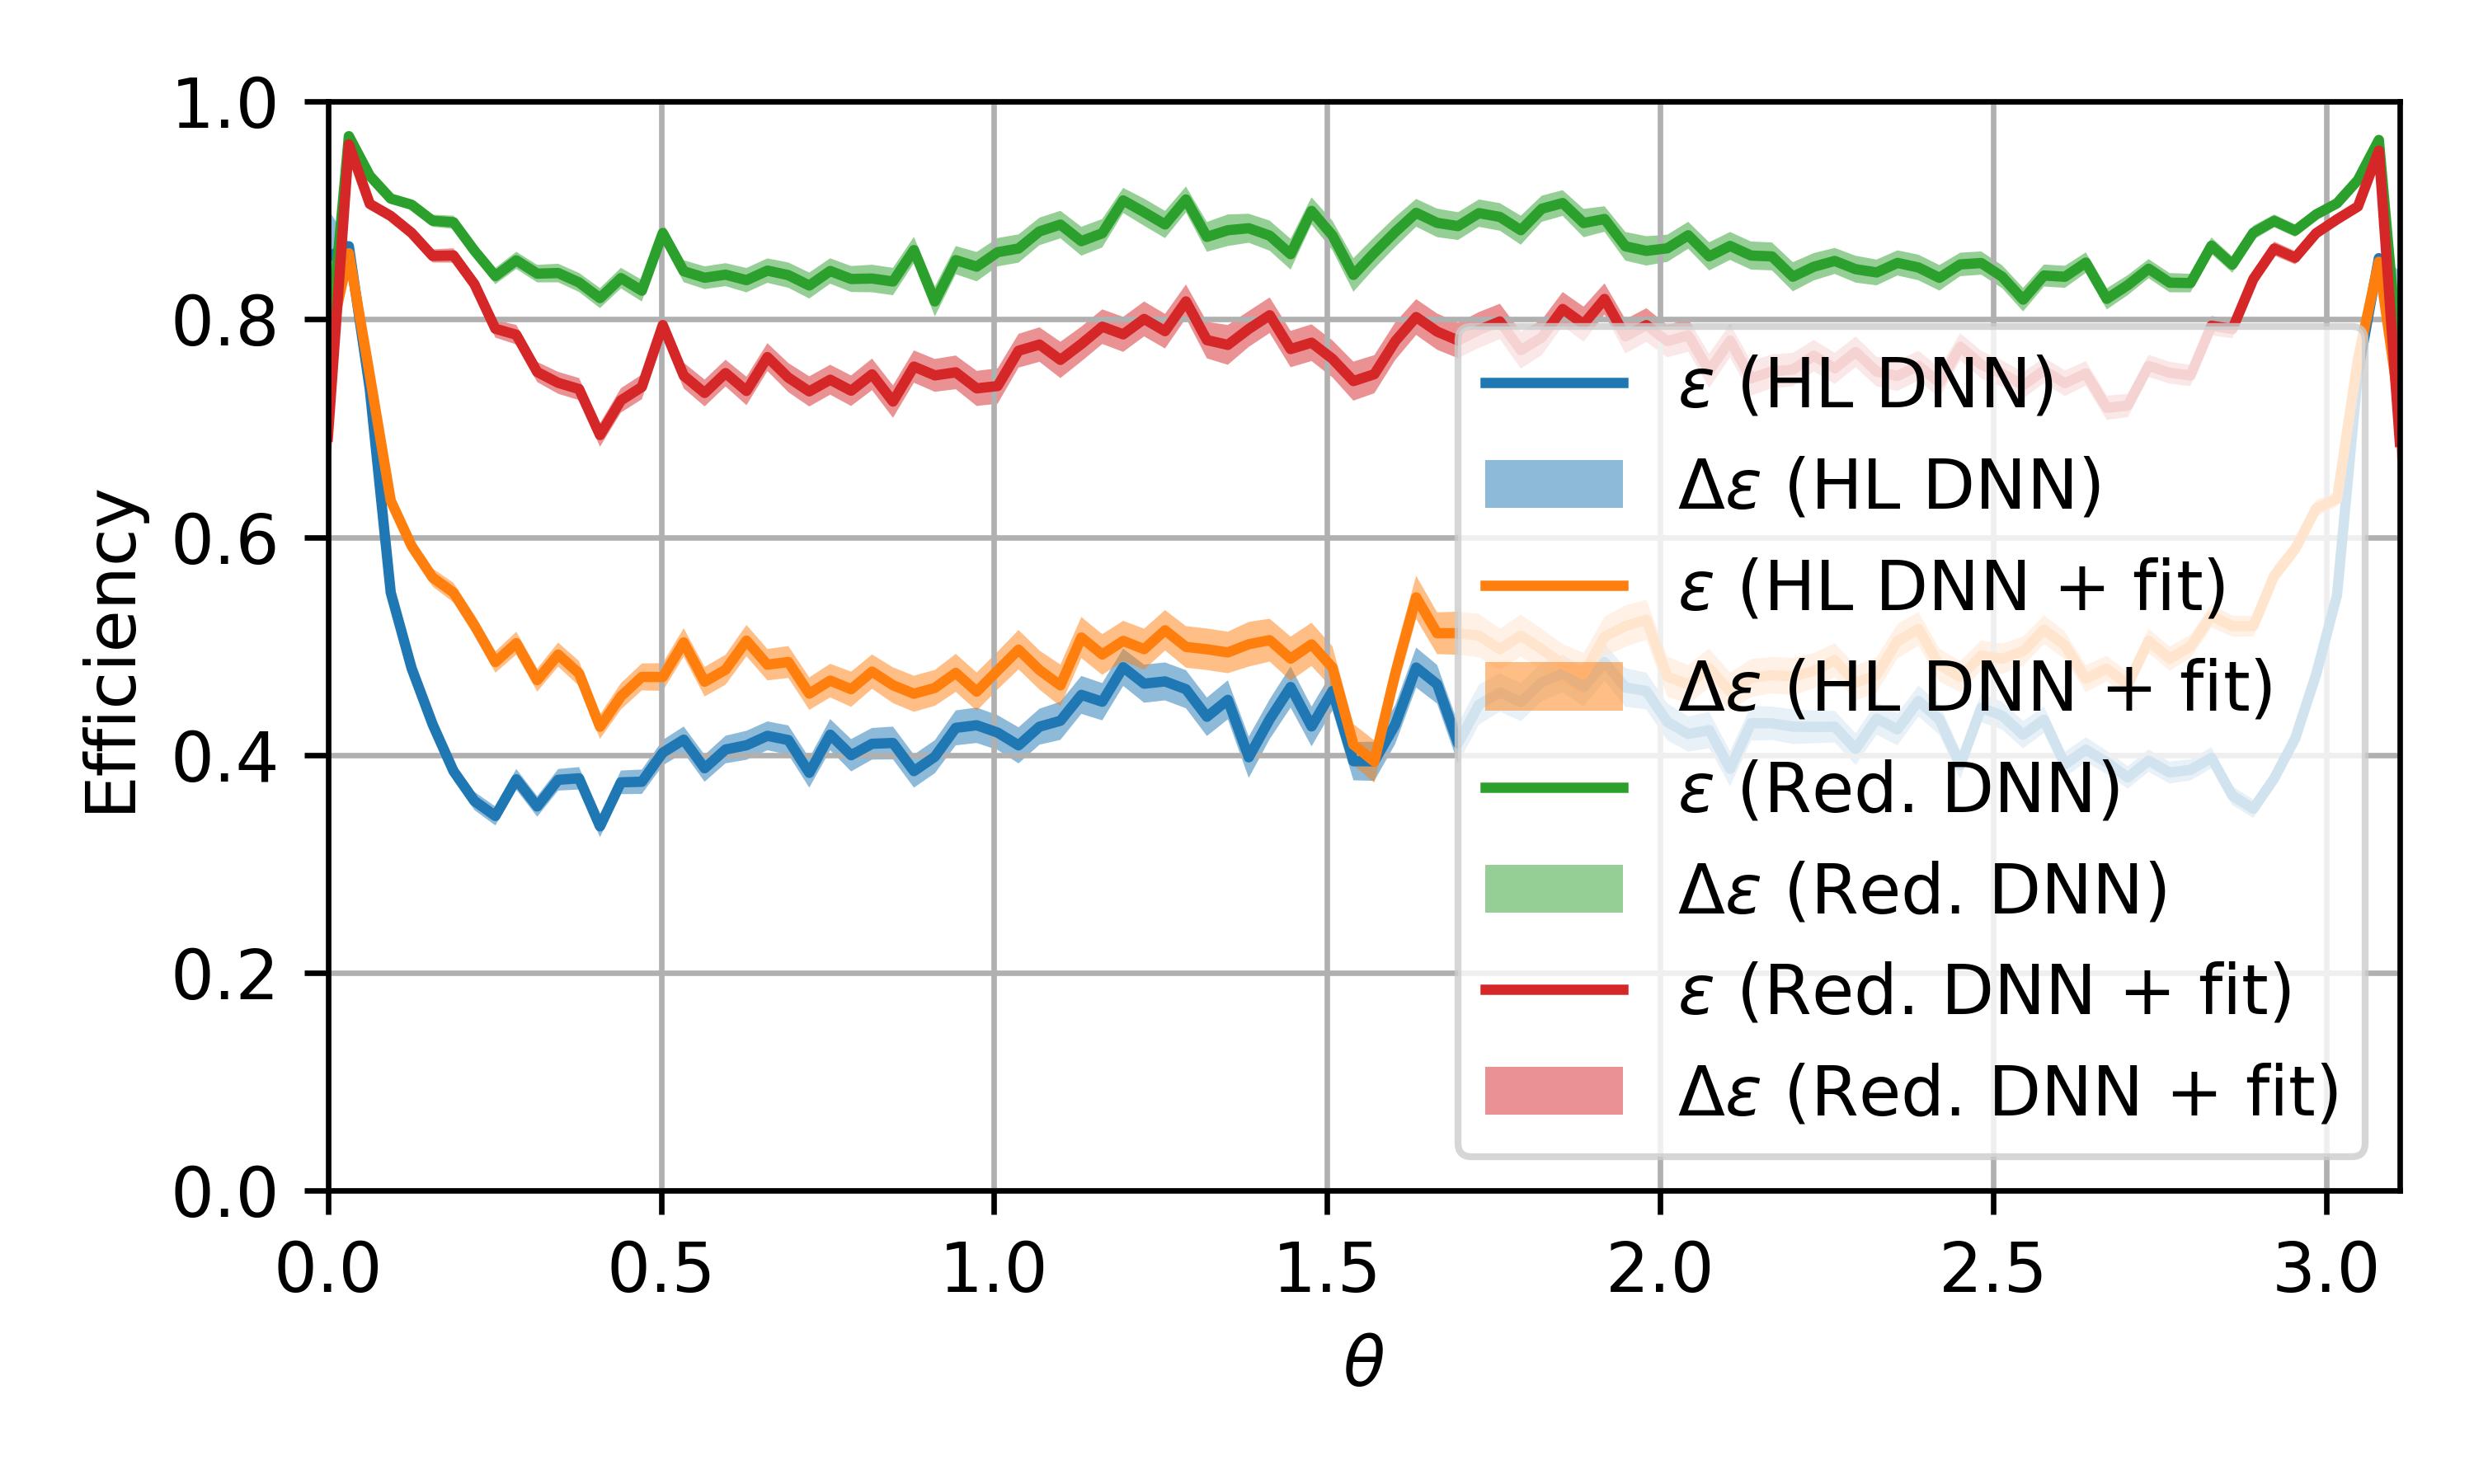 1.0
0.8
0.6
0.4
0.2
0.0
Efficiency
0.0 0.5 1.0 1.5 2.0 2.5 3.0
θ
ε (HL DNN)
Δε (HL DNN)
ε (HL DNN + fit)
Δε (HL DNN + fit)
ε (Red. DNN)
Δε (Red. DNN)
ε (Red. DNN + fit)
Δε (Red. DNN + fit)